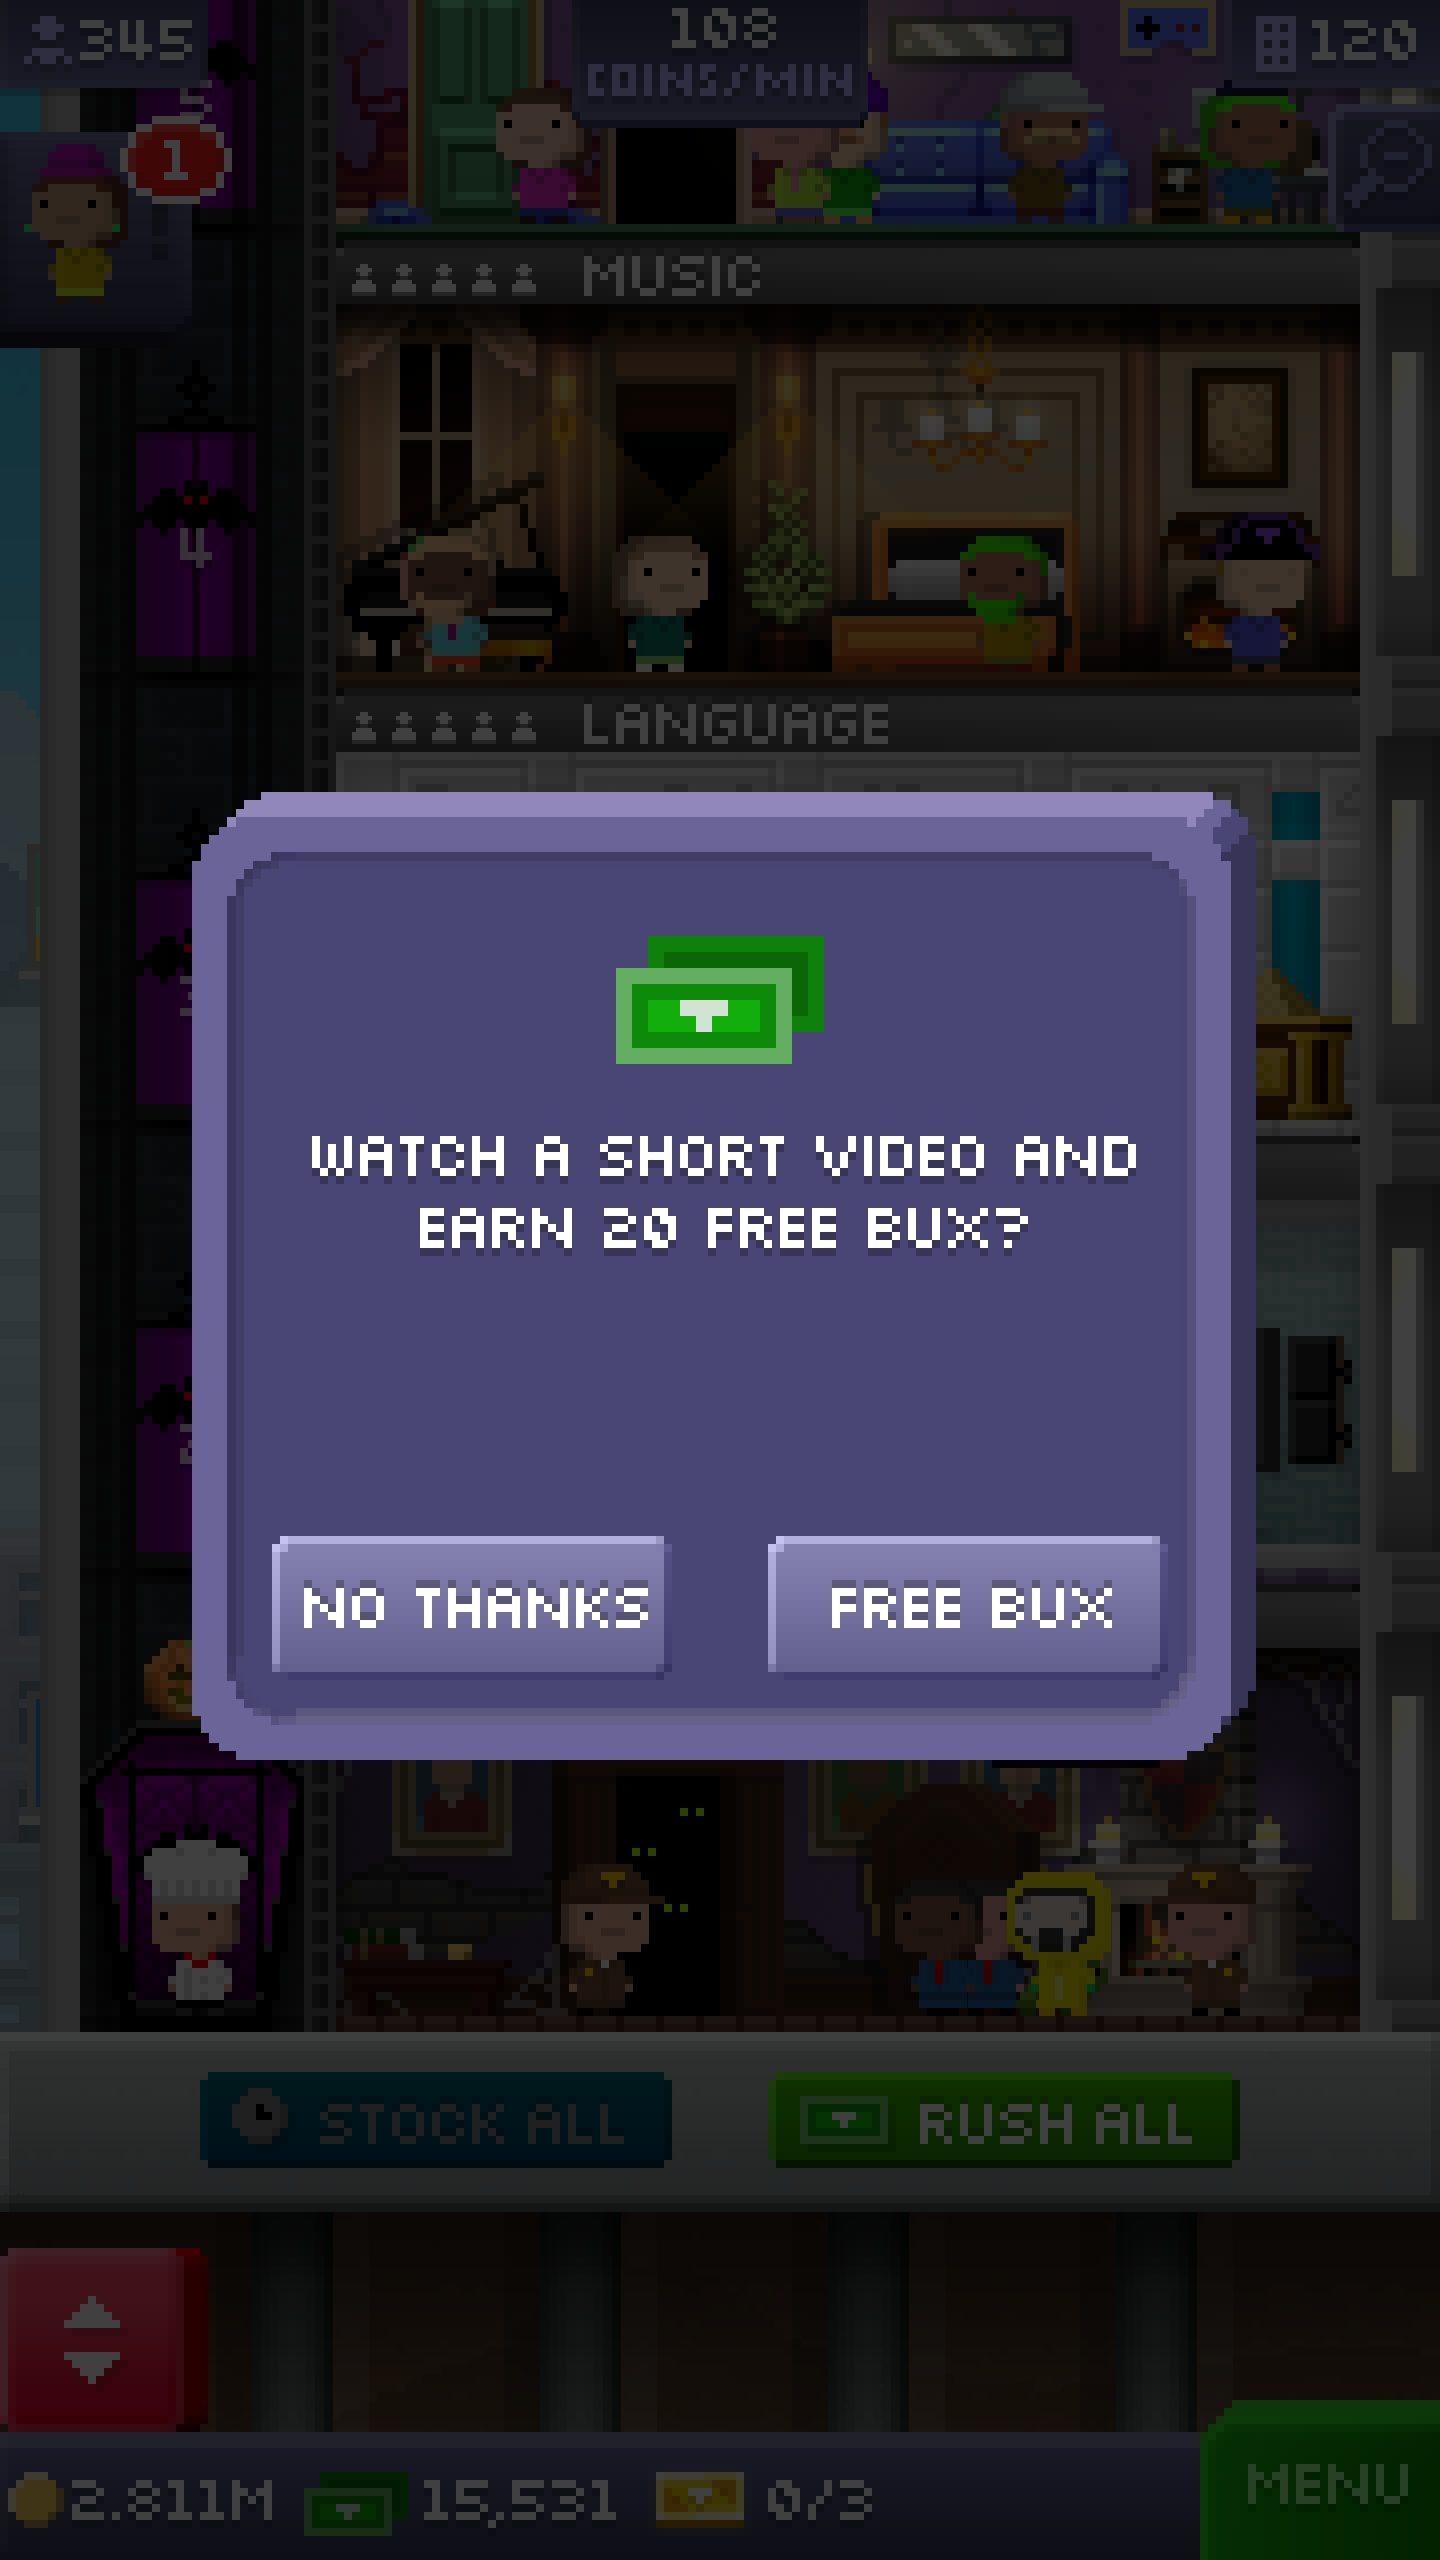 345
108
COINS/MIN
120
1
5
MUSIC
4
LANGUAGE
WATCH A SHORT VIDEO AND
EARN 20 FREE BUX?
NO THANKS
FREE BUX
STOCK ALL
RUSH ALL
2.811M
15,531
0/3
MENU